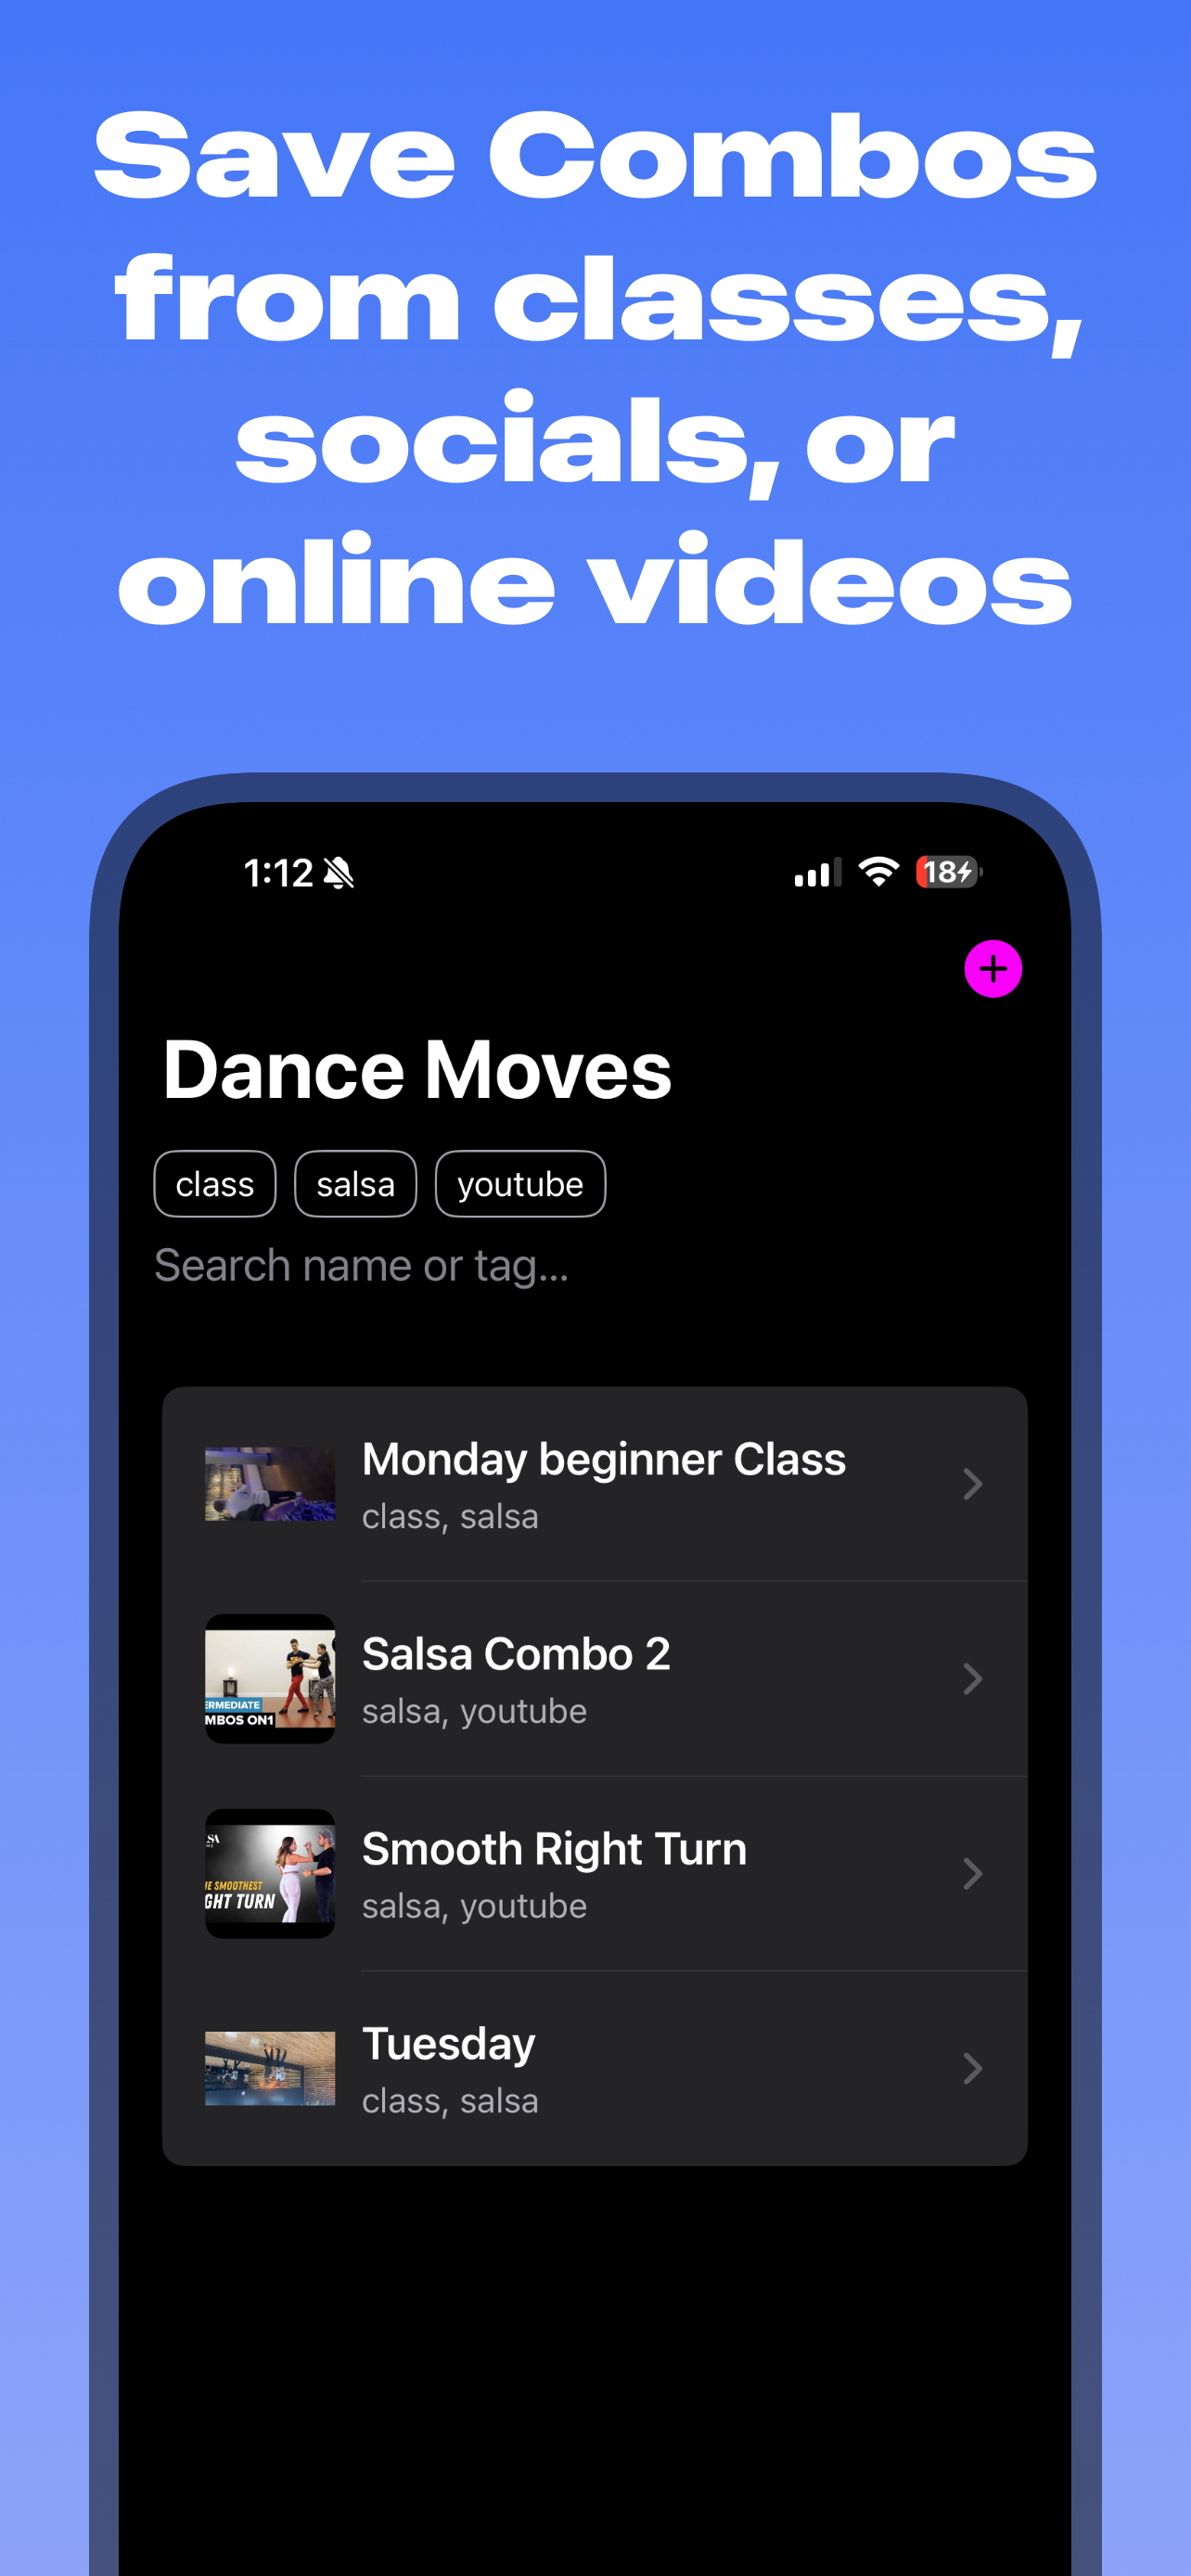 Save Combos
from classes,
socials, or
online videos
1:12
18
Dance Moves
class salsa youtube
Search name or tag...
Monday beginner Class
class, salsa
ERMEDIATE
MBOS ON1
Salsa Combo 2
salsa, youtube
SA
IE SMOOTHEST
GHT TURN
Smooth Right Turn
salsa, youtube
Tuesday
class, salsa